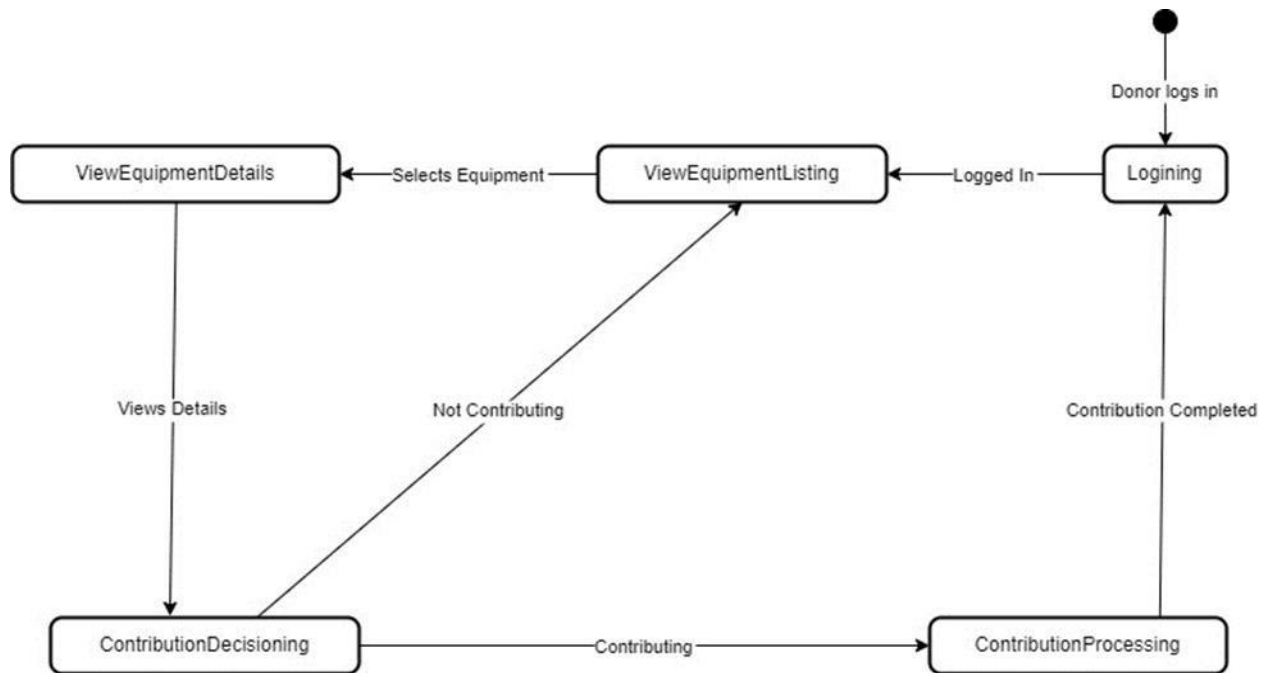 Donor logs in
ViewEquipmentDetails
Selects Equipment
ViewEquipmentListing
Logged In
Logining
Views Details
Not Contributing
Contribution Completed
ContributionDecisioning
Contributing
ContributionProcessing